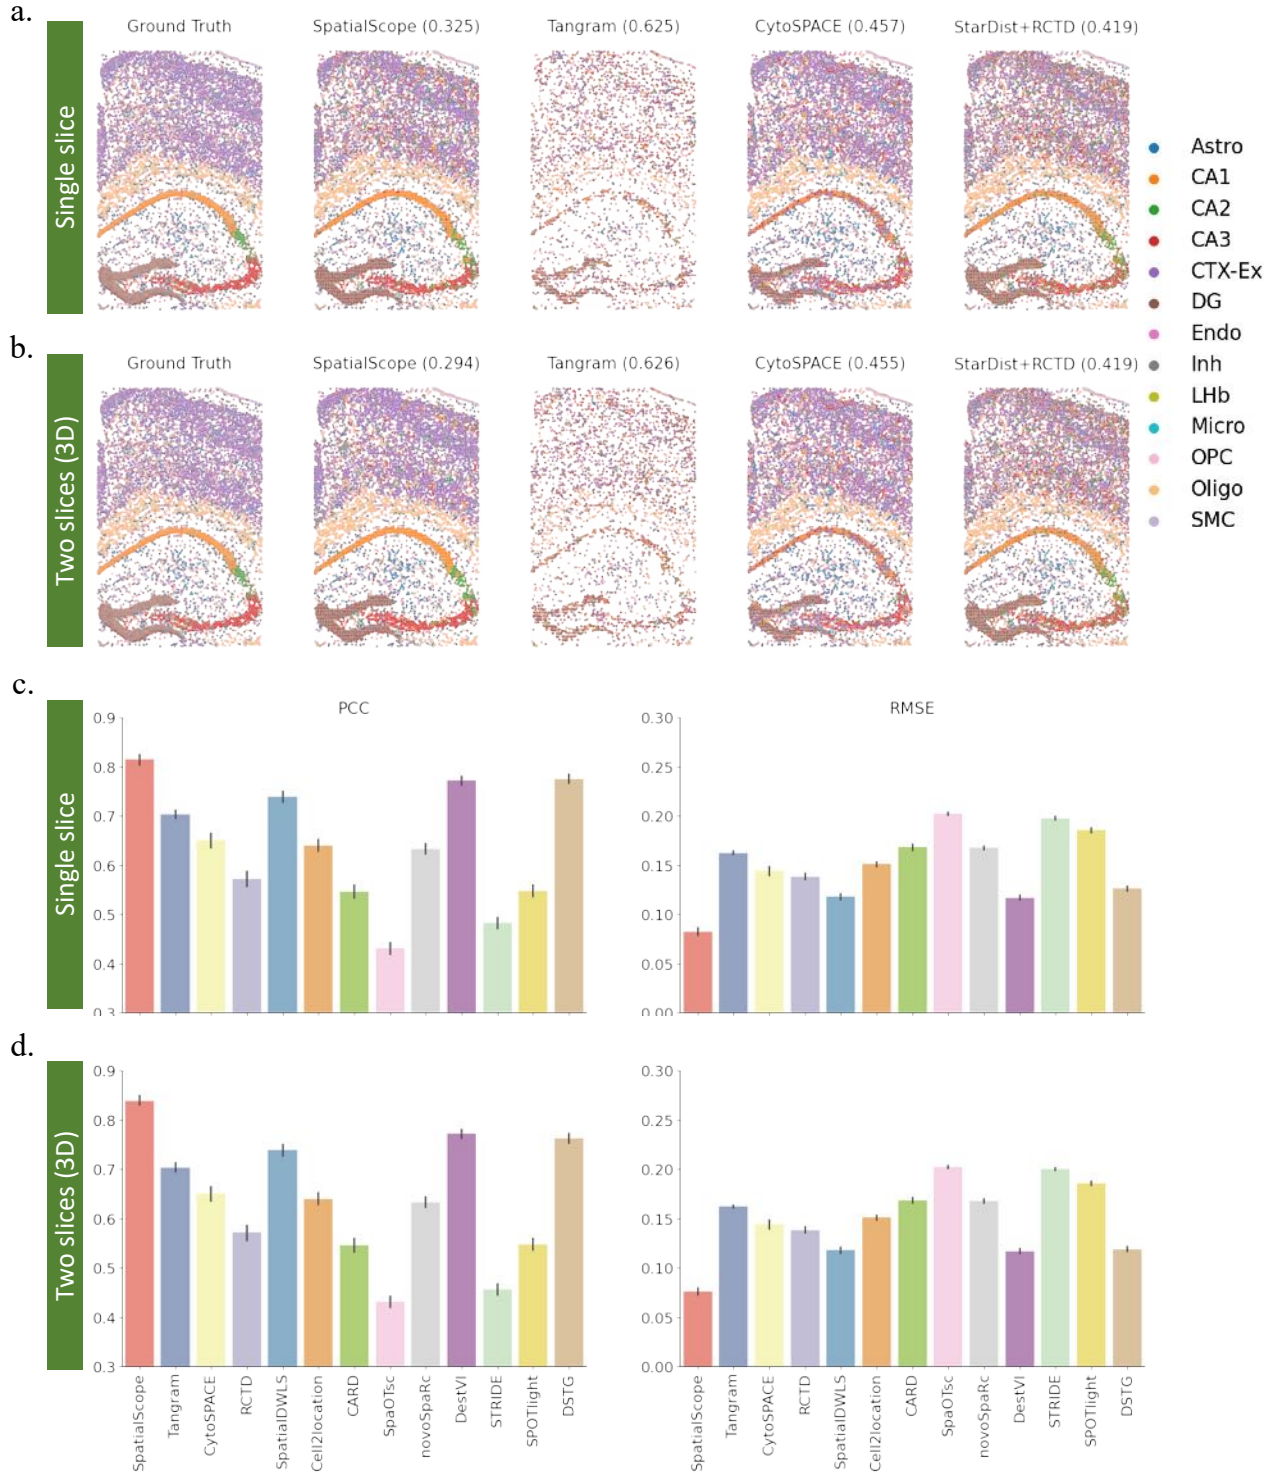 a.
Single slice
Ground Truth
SpatialScope (0.325)
Tangram (0.625)
CytoSPACE (0.457)
StarDist+RCTD (0.419)
Astro
CA1
CA2
CA3
CTX-Ex
DG
Endo
Inh
LHb
Micro
OPC
Oligo
SMC
b.
Two slices (3D)
Ground Truth
SpatialScope (0.294)
Tangram (0.626)
CytoSPACE (0.455)
StarDist+RCTD (0.419)
c.
Single slice
PCC
0.9
0.8
0.7
0.6
0.5
0.4
0.3
RMSE
0.30
0.25
0.20
0.15
0.10
0.05
0.00
d.
Two slices (3D)
0.9
0.8
0.7
0.6
0.5
0.4
0.3
SpatialScope
Tangram
CytoSPACE
RCTD
SpatialDWLS
Cell2location
CARD
SpaOTsc
novoSpaRc
DestVI
STRIDE
SPOTlight
DSTG
0.30
0.25
0.20
0.15
0.10
0.05
0.00
SpatialScope
Tangram
CytoSPACE
RCTD
SpatialDWLS
Cell2location
CARD
SpaOTsc
novoSpaRc
DestVI
STRIDE
SPOTlight
DSTG